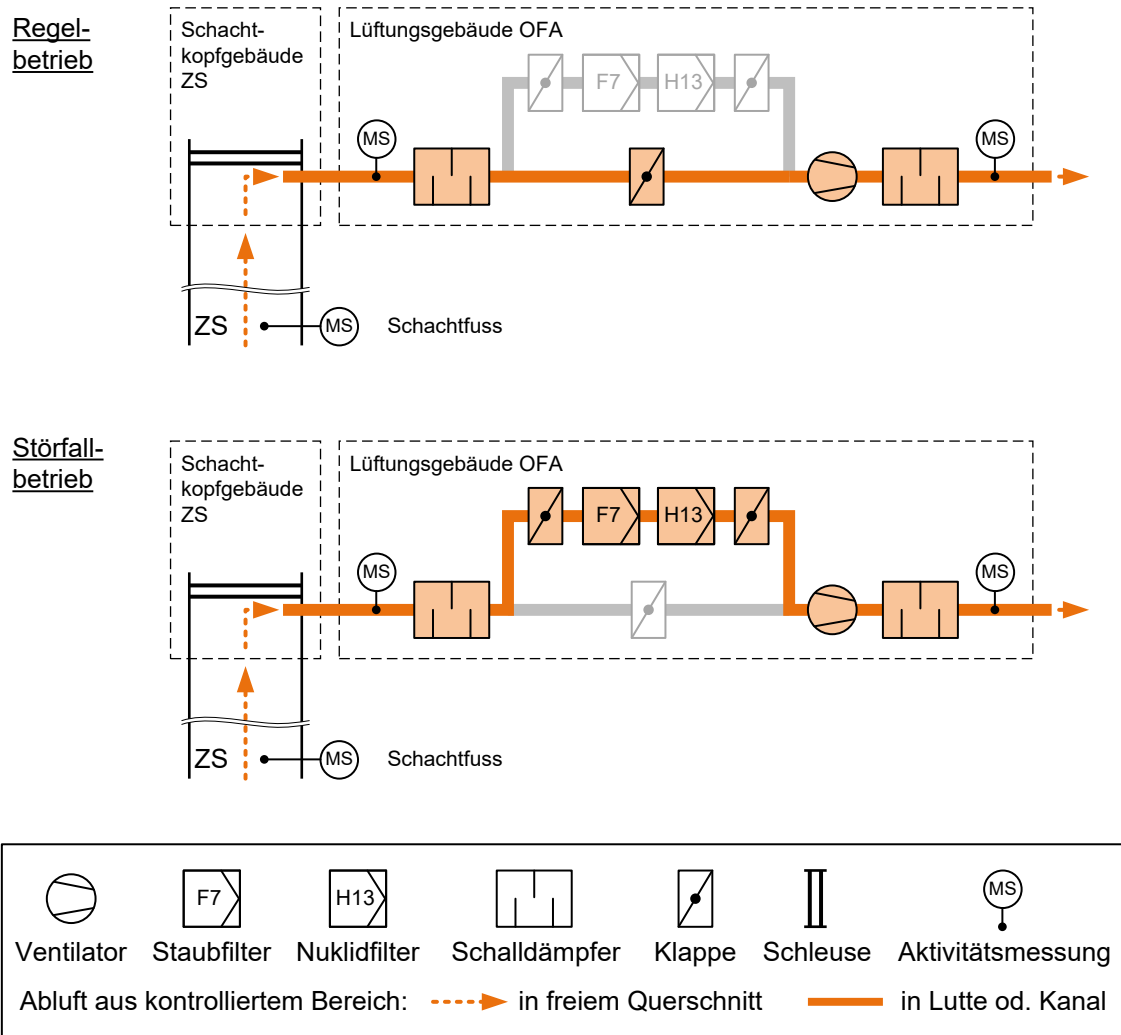 Regel-
betrieb
Schacht-
kopfgebäude
ZS
Lüftungsgebäude OFA
F7
H13
MS
MS
ZS
MS
Schachtfuss
Störfall-
betrieb
Schacht-
kopfgebäude
ZS
Lüftungsgebäude OFA
F7
H13
MS
MS
ZS
MS
Schachtfuss
F7
H13
MS
Ventilator
Staubfilter
Nuklidfilter
Schalldämpfer
Klappe
Schleuse
Aktivitätsmessung
Abluft aus kontrolliertem Bereich:
in freiem Querschnitt
in Lutte od. Kanal